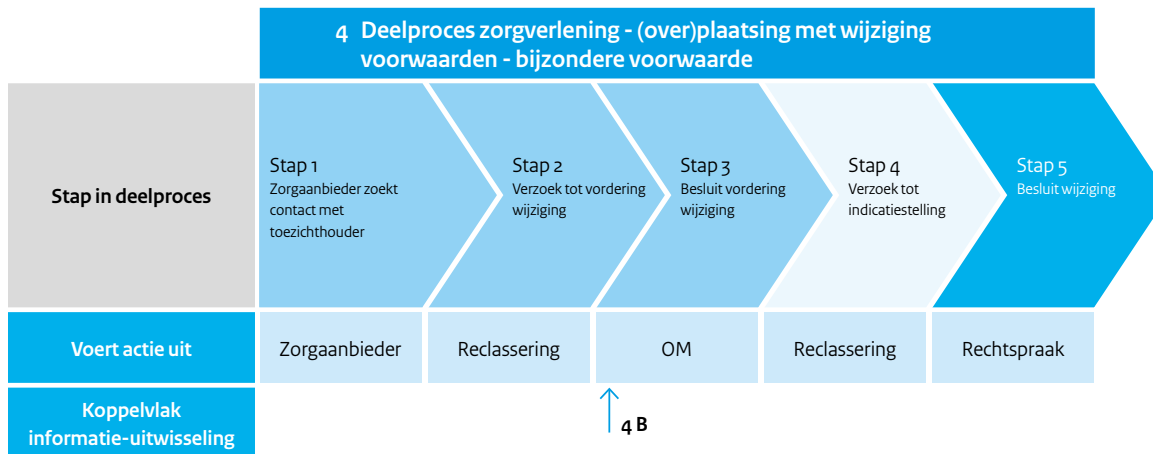 4 Deelproces zorgverlening - (over)plaatsing met wijziging
voorwaarden - bijzondere voorwaarde
Stap in deelproces
Stap 1
Zorgaanbieder zoekt
contact met
toezichthouder
Stap 2
Verzoek tot vordering
wijziging
Stap 3
Besluit vordering
wijziging
Stap 4
Verzoek tot
indicatiestelling
Stap 5
Besluit wijziging
Voert actie uit
Zorgaanbieder
Reclassering
OM
Reclassering
Rechtspraak
Koppelvlak
informatie-uitwisseling
4 B